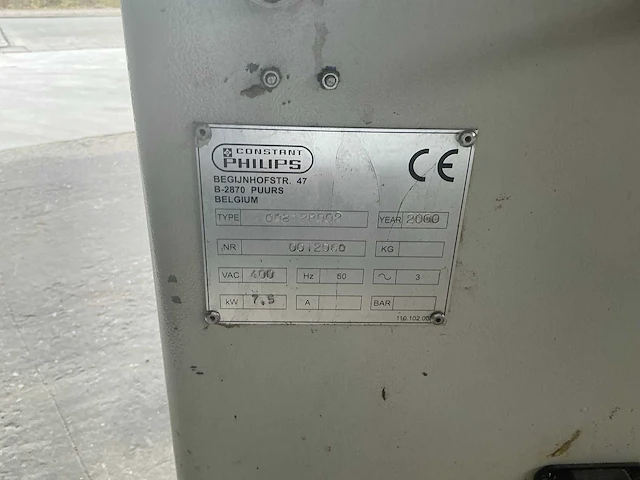 CONSTANT
PHILIPS
CE
BEGIJNHOFSTR. 47
B-2870 PUURS
BELGIUM
TYPE YEAR 2000
NR KG
VAC 400 Hz 50 ~ 3
kW 7,5 A BAR